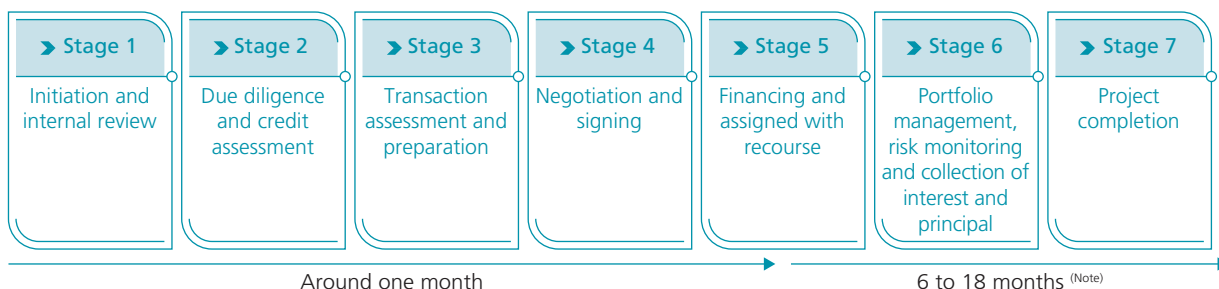 Stage 1
Initiation and
internal review
Stage 2
Due diligence
and credit
assessment
Stage 3
Transaction
assessment and
preparation
Stage 4
Negotiation and
signing
Stage 5
Financing and
assigned with
recourse
Stage 6
Portfolio
management,
risk monitoring
and collection of
interest and
principal
Stage 7
Project
completion
Around one month
6 to 18 months (Note)